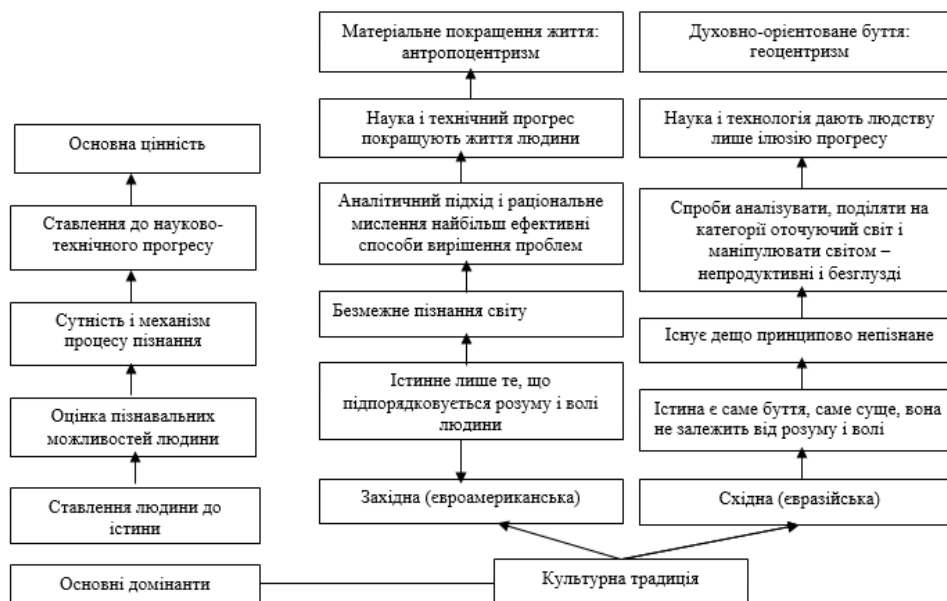 Матеріальне покращення життя:
антропоцентризм
Духовно-орієнтоване буття:
геоцентризм
Наука і технічний прогрес
покращують життя людини
Наука і технологія дають людству
лише ілюзію прогресу
Основна цінність
Аналітичний підхід і раціональне
мислення найбільш ефективні
способи вирішення проблем
Спроби аналізувати, поділяти на
категорії оточуючий світ і
маніпулювати світом –
непродуктивні і безглузді
Ставлення до науково-
технічного прогресу
Сутність і механізм
процесу пізнання
Безмежне пізнання світу
Існує дещо принципово непізнане
Оцінка пізнавальних
можливостей людини
Істинне лише те, що
підпорядковується розуму і волі
людини
Істина є саме буття, саме суще, вона
не залежить від розуму і волі
Ставлення людини до
істини
Західна (євроамериканська)
Східна (євразійська)
Основні домінанти
Культурна традиція